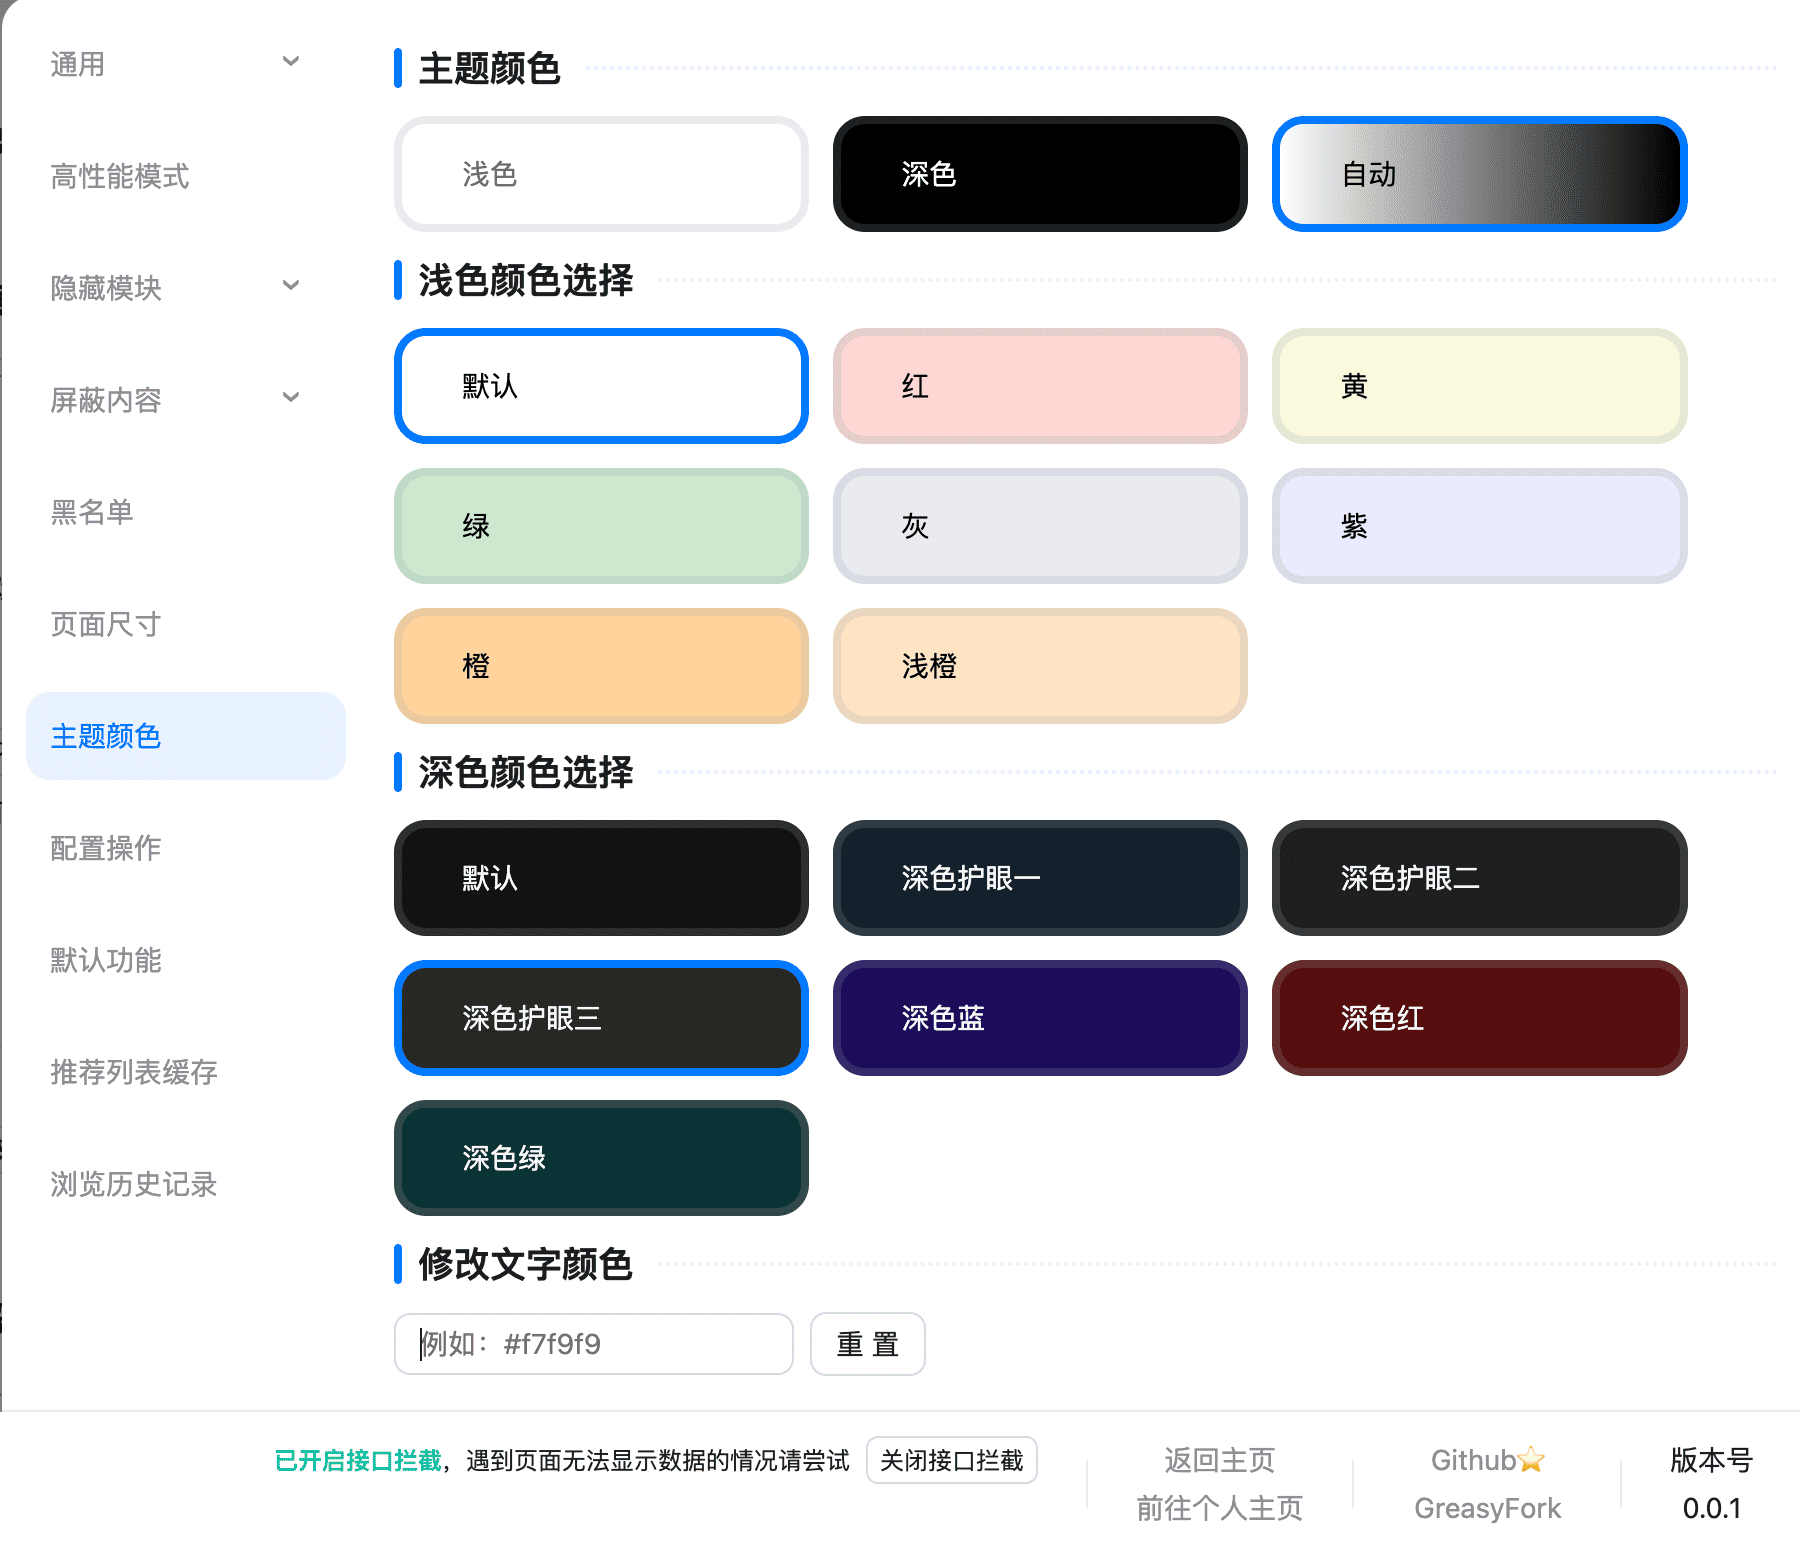 通用
高性能模式
隐藏模块
屏蔽内容
黑名单
页面尺寸
主题颜色
配置操作
默认功能
推荐列表缓存
浏览历史记录
主题颜色
浅色
深色
自动
浅色颜色选择
默认
红
黄
绿
灰
紫
橙
浅橙
深色颜色选择
默认
深色护眼一
深色护眼二
深色护眼三
深色蓝
深色红
深色绿
修改文字颜色
例如：#f7f9f9
重 置
已开启接口拦截，遇到页面无法显示数据的情况请尝试 关闭接口拦截
返回主页
前往个人主页
Github⭐
GreasyFork
版本号
0.0.1